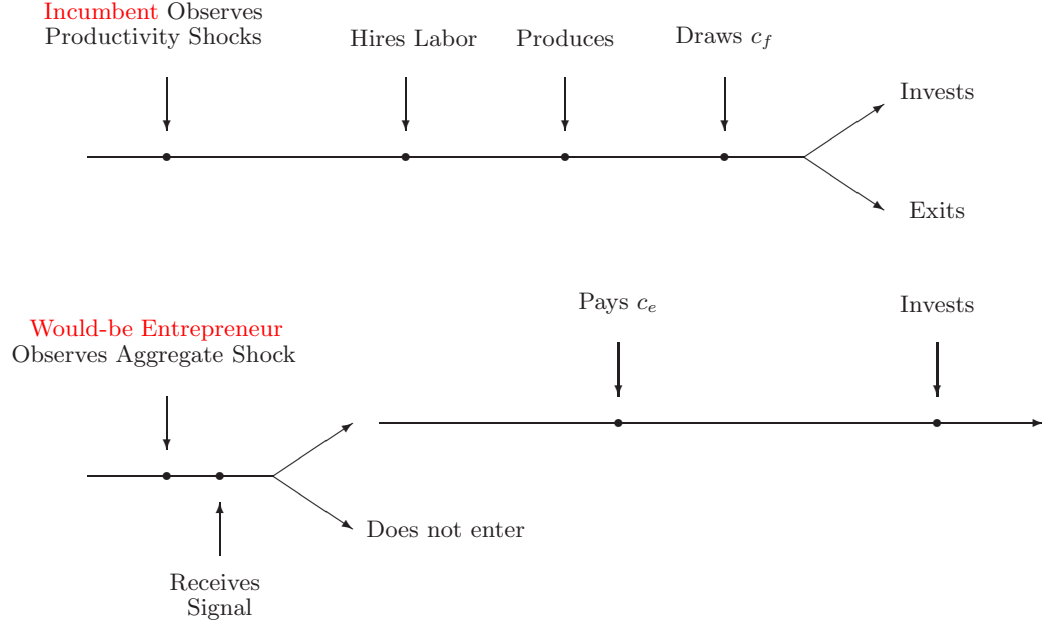 Incumbent Observes
Productivity Shocks
Hires Labor
Produces
Draws c_f
Invests
Exits
Would-be Entrepreneur
Observes Aggregate Shock
Pays c_e
Invests
Does not enter
Receives
Signal